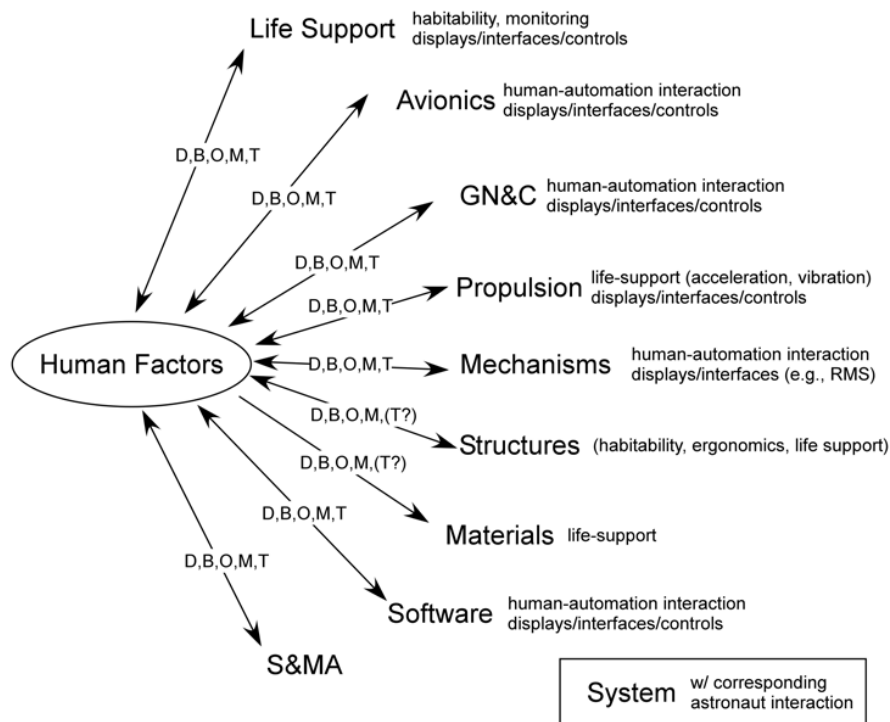 Life Support
habitability, monitoring
displays/interfaces/controls
Avionics
human-automation interaction
displays/interfaces/controls
D,B,O,M,T
D,B,O,M,T
GN&C
human-automation interaction
displays/interfaces/controls
D,B,O,M,T
Propulsion
life-support (acceleration, vibration)
displays/interfaces/controls
D,B,O,M,T
Human Factors
D,B,O,M,T
Mechanisms
human-automation interaction
displays/interfaces (e.g., RMS)
D,B,O,M,(T?)
Structures
(habitability, ergonomics, life support)
D,B,O,M,(T?)
Materials
life-support
D,B,O,M,T
Software
human-automation interaction
displays/interfaces/controls
D,B,O,M,T
S&MA
System
w/ corresponding
astronaut interaction